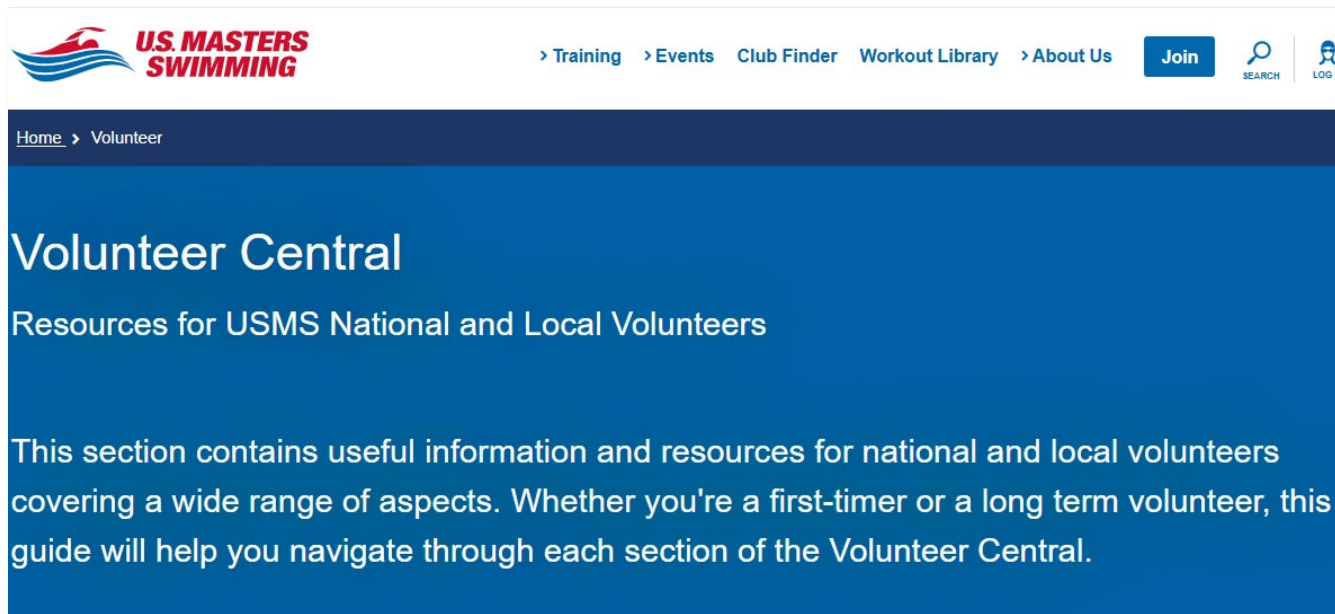 U.S. MASTERS
SWIMMING
> Training > Events Club Finder Workout Library > About Us Join
SEARCH
LOG
Home > Volunteer
Volunteer Central
Resources for USMS National and Local Volunteers
This section contains useful information and resources for national and local volunteers
covering a wide range of aspects. Whether you're a first-timer or a long term volunteer, this
guide will help you navigate through each section of the Volunteer Central.